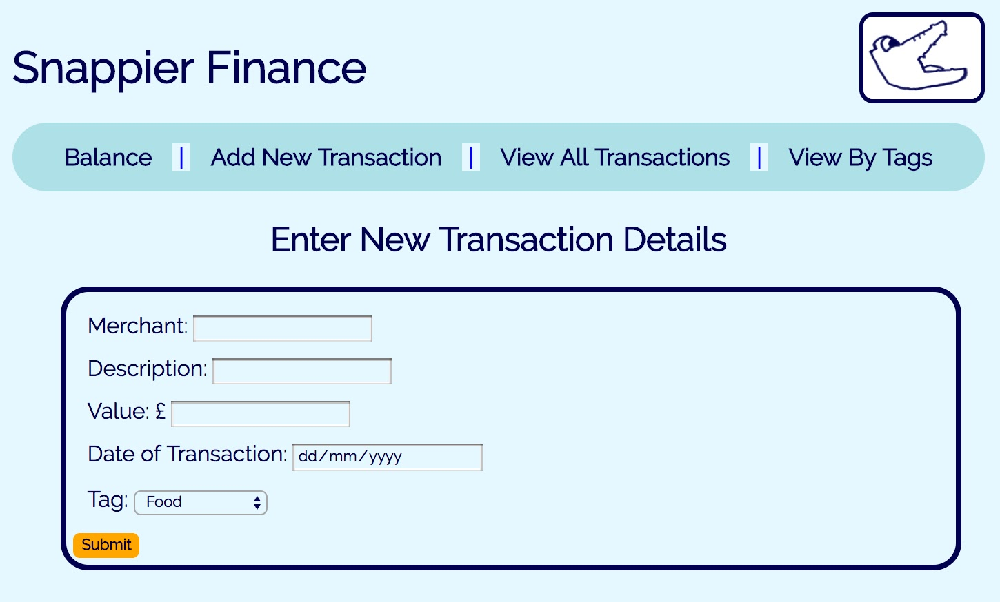 Snappier Finance
Balance | Add New Transaction | View All Transactions | View By Tags
Enter New Transaction Details
Merchant:
Description:
Value: £
Date of Transaction: dd/mm/yyyy
Tag: Food
Submit